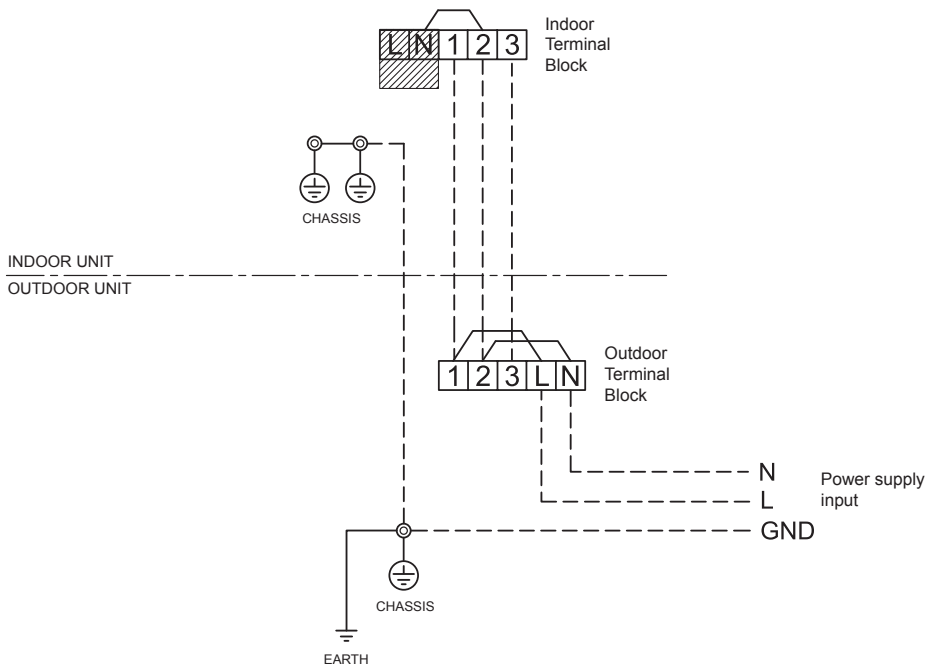 Indoor
Terminal
Block
L N 1 2 3
CHASSIS
INDOOR UNIT
OUTDOOR UNIT
Outdoor
Terminal
Block
1 2 3 L N
N
L
GND
Power supply
input
CHASSIS
EARTH